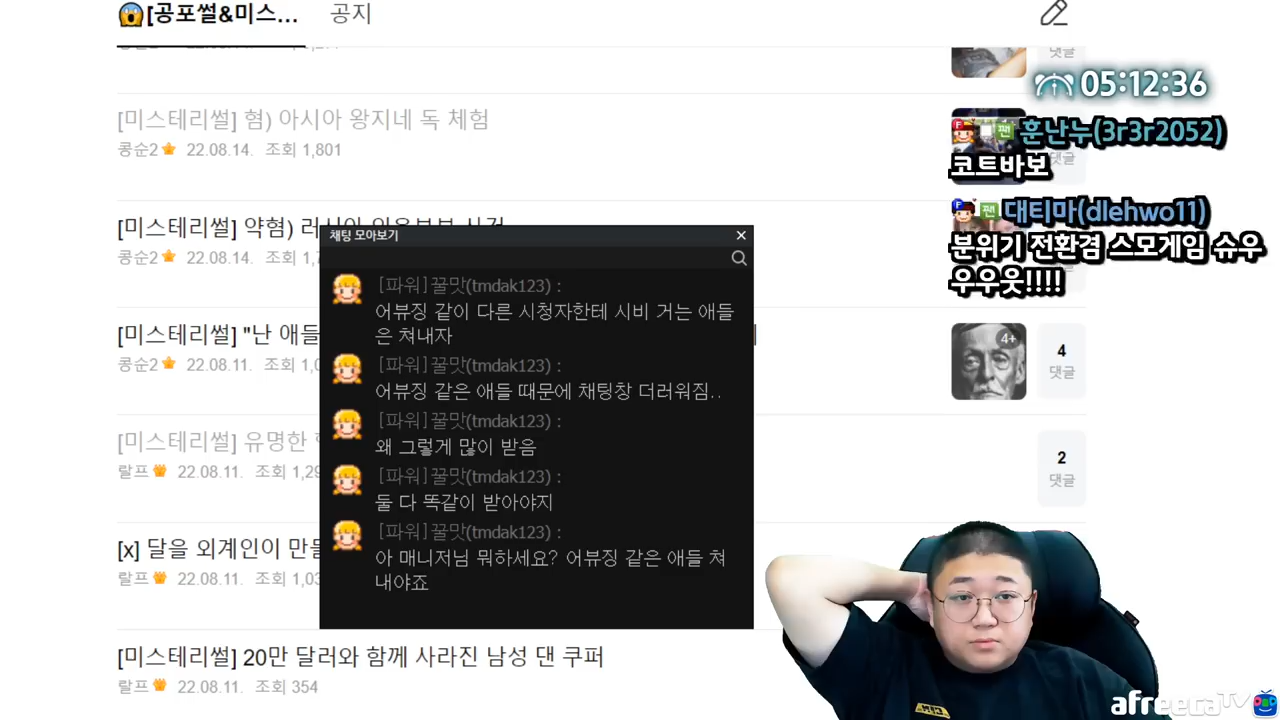 😱[공포썰&미스... 공지
댓글
05:12:36
[미스테리썰] 혐) 아시아 왕지네 독 체험
콩순2 22.08.14. 조회 1,801
훈난누(3r3r2052)
코트바보
대티마(dlehwo11)
분위기 전환겸 스모게임 슈우
우우웃!!!!
[미스테리썰] 약혐)
콩순2 22.08.14. 조회
채팅 모아보기
[파워]꿀맛(tmdak123) :
어뷰징 같이 다른 시청자한테 시비 거는 애들
은 쳐내자
[파워]꿀맛(tmdak123) :
어뷰징 같은 애들 때문에 채팅창 더러워짐..
[파워]꿀맛(tmdak123) :
왜 그렇게 많이 받음
[파워]꿀맛(tmdak123) :
둘 다 똑같이 받아야지
[파워]꿀맛(tmdak123) :
아 매니저님 뭐하세요? 어뷰징 같은 애들 쳐
내야죠
[미스테리썰] "난 애들
콩순2 22.08.11. 조회
4+
4
댓글
[미스테리썰] 유명한
랄프 22.08.11. 조회
2
댓글
[x] 달을 외계인이
랄프 22.08.11. 조회
[미스테리썰] 20만 달러와 함께 사라진 남성 댄 쿠퍼
랄프 22.08.11. 조회 354
afreecaTV